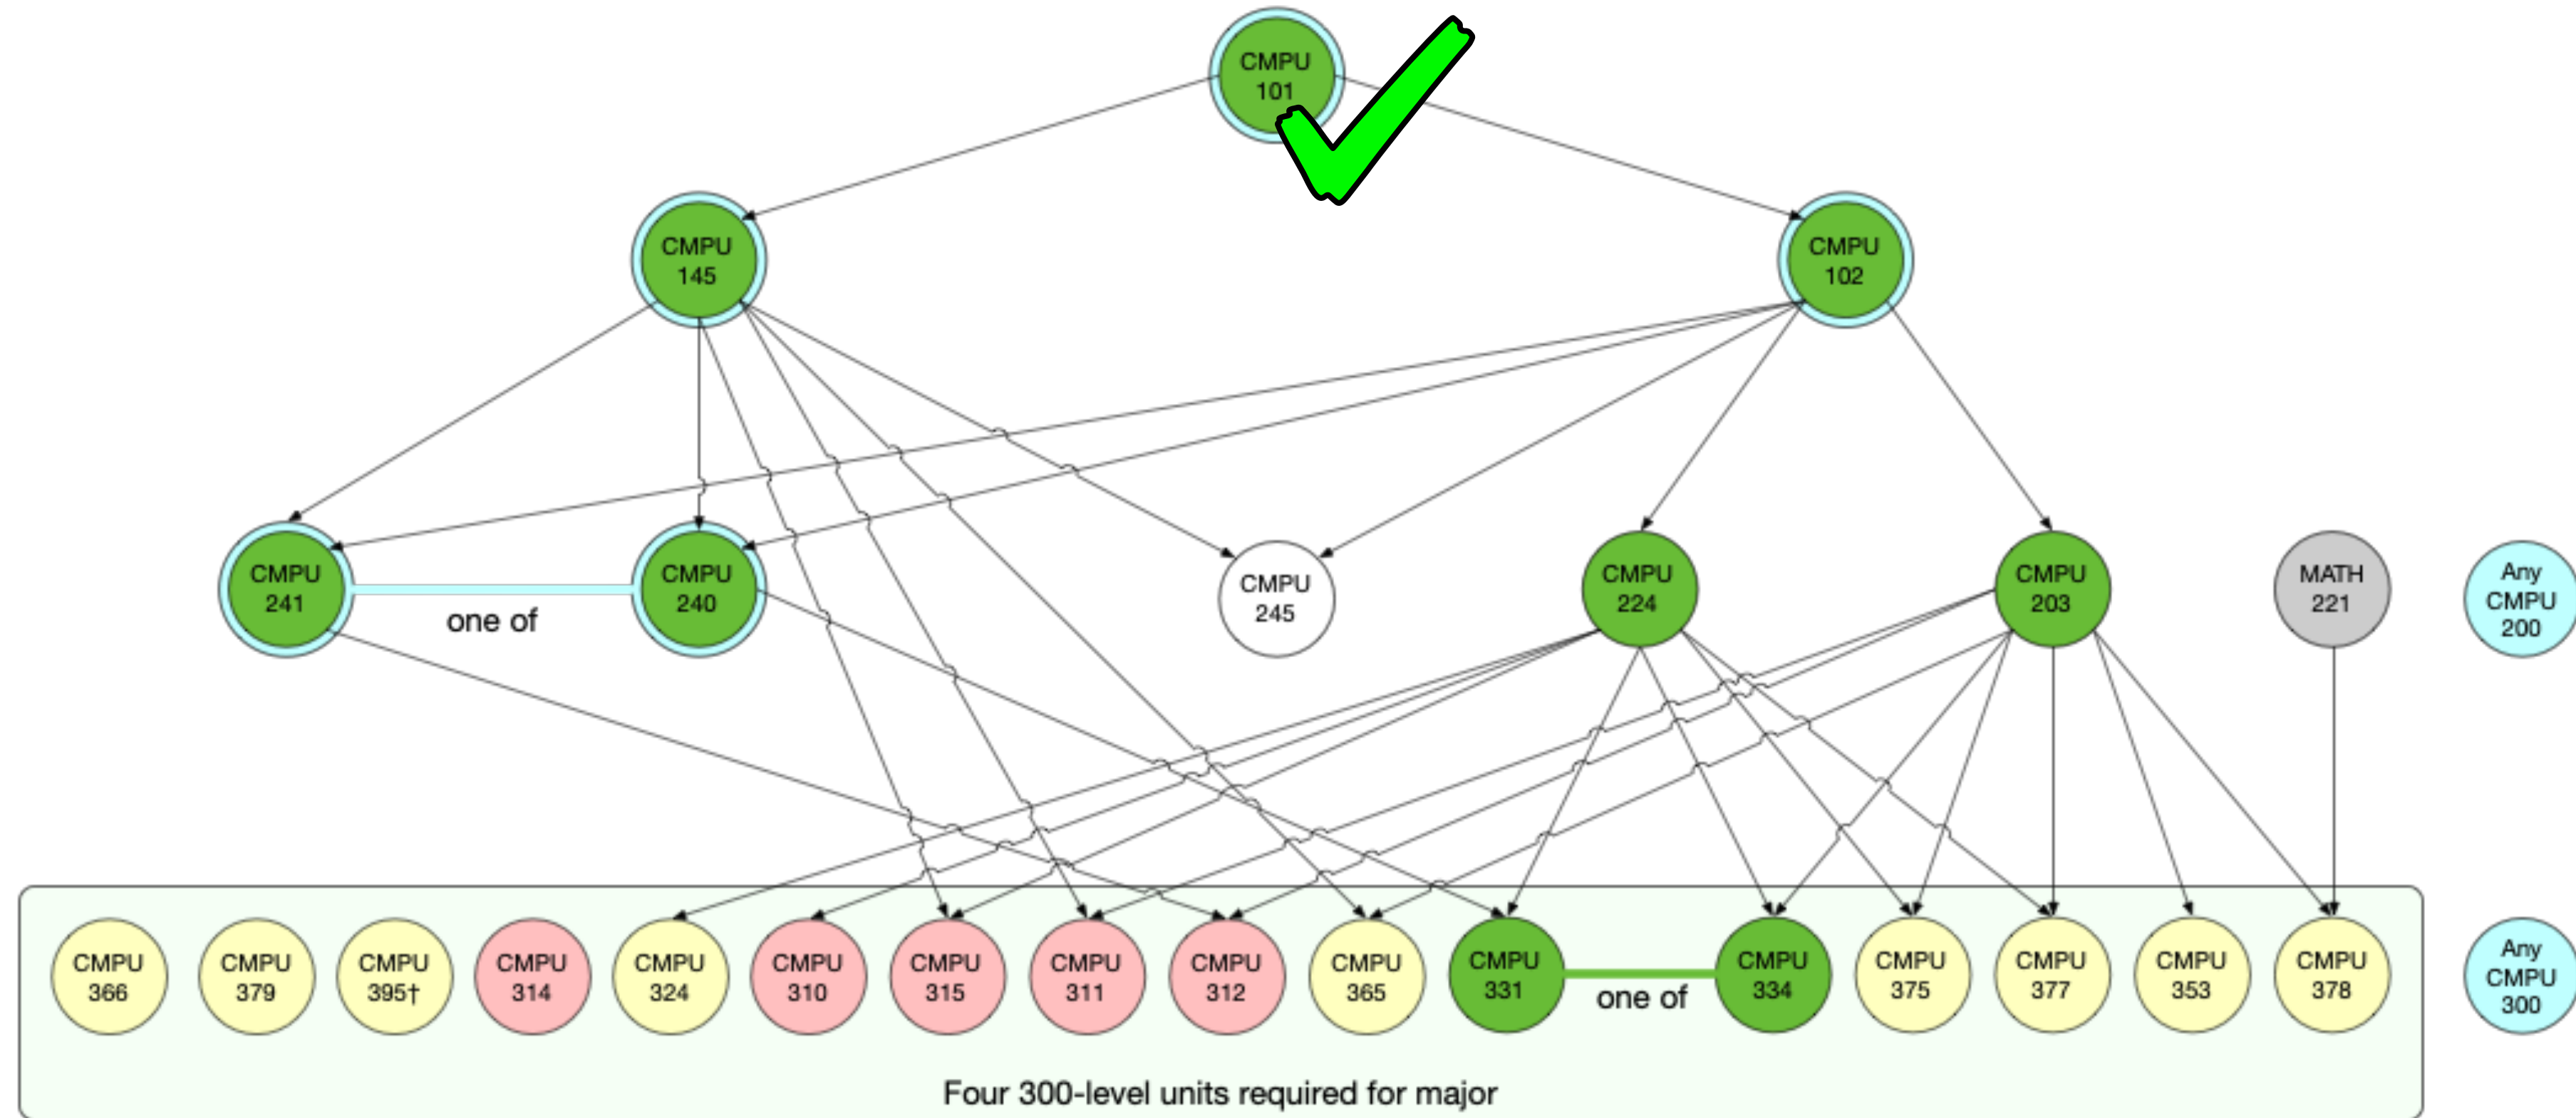 CMPU
101
CMPU
145
CMPU
102
CMPU
241
one of
CMPU
240
CMPU
245
CMPU
224
CMPU
203
MATH
221
Any
CMPU
200
CMPU
366
CMPU
379
CMPU
395†
CMPU
314
CMPU
324
CMPU
310
CMPU
315
CMPU
311
CMPU
312
CMPU
365
CMPU
331
one of
CMPU
334
CMPU
375
CMPU
377
CMPU
353
CMPU
378
Any
CMPU
300
Four 300-level units required for major